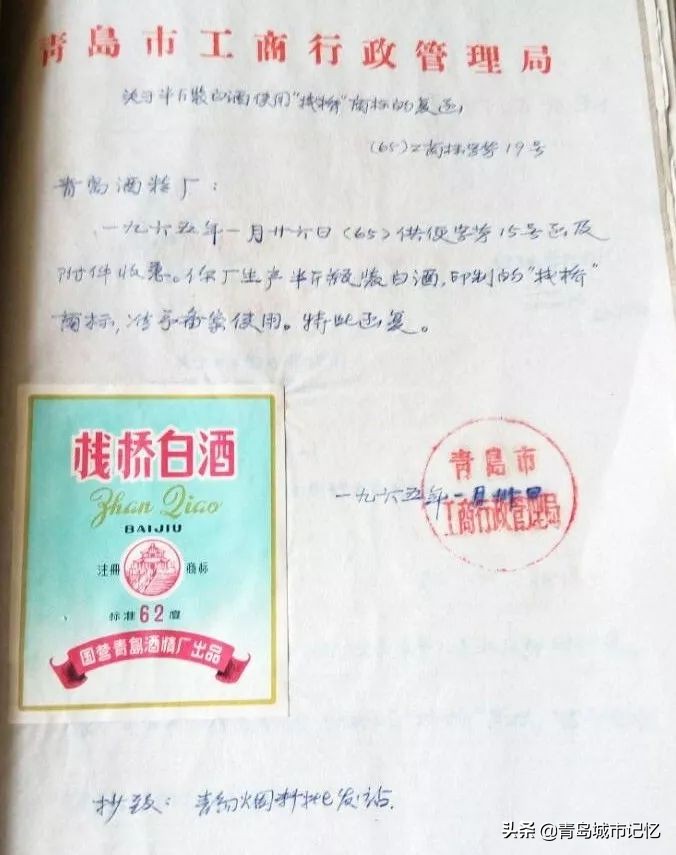 青島市工商行政管理局
关于半斤装白酒使用“栈桥”商标的复函
(65)工商标字第19号
青岛酒精厂:
一九六五年一月廿六日(65)供便字第15号函及
附件收悉。你厂生产半斤瓶装白酒,印制的“栈桥”
商标,准予备案使用。特此函复。
栈桥白酒
Zhan Qiao
BAIJIU
注册 商标
标准62度
国营青島酒精厂出品
青島市
工商行政管理局
一九六五年一月 日
抄致:青岛烟酒批发站.
头条 @青岛城市记忆